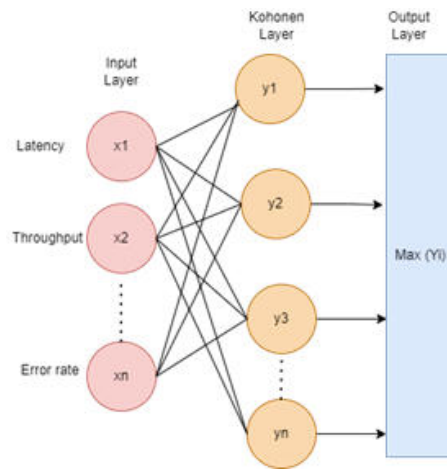 Kohonen
Layer
Output
Layer
Input
Layer
y1
Latency
x1
y2
Throughput
x2
Max (Yi)
y3
Error rate
xn
yn